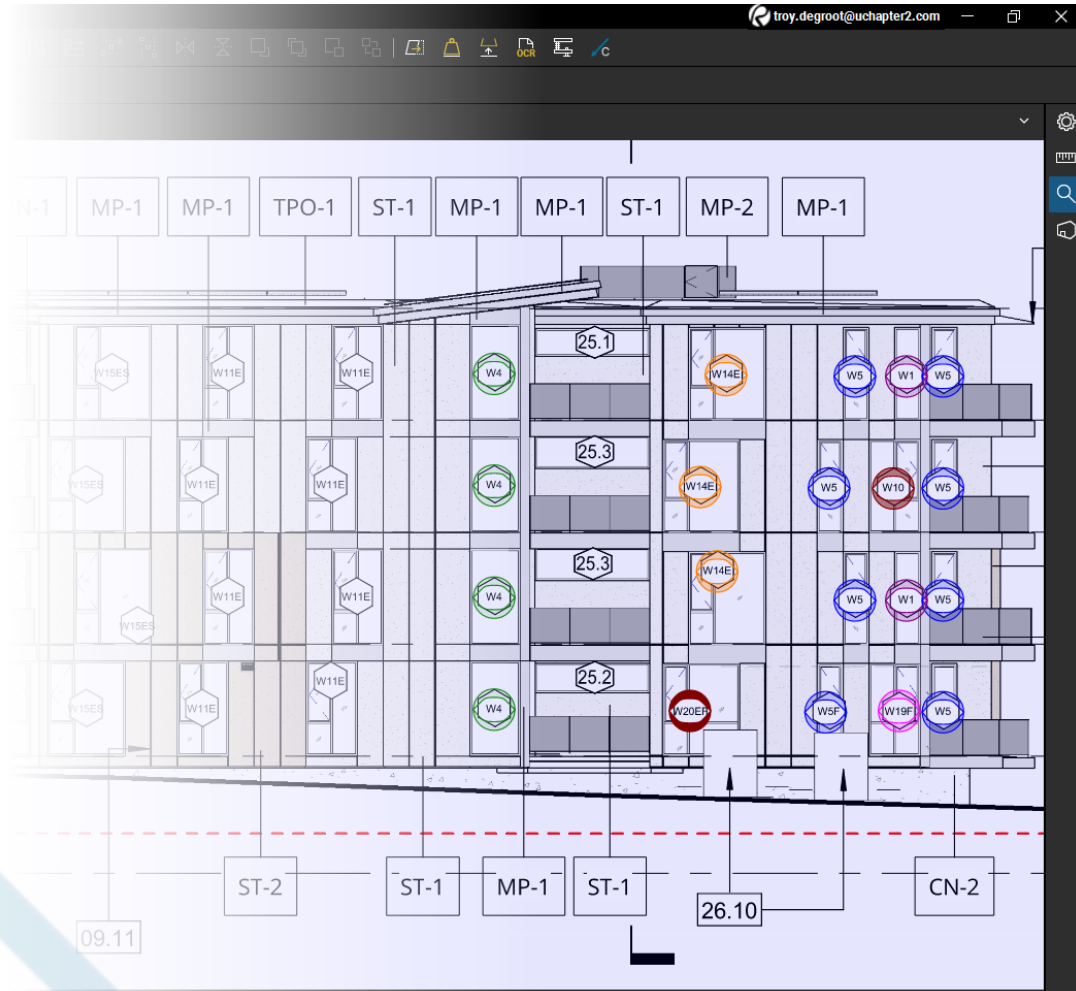 troy.degroot@uchapter2.com
OCR
C
N-1 MP-1 MP-1 TPO-1 ST-1 MP-1 MP-1 ST-1 MP-2 MP-1
25.1
W15ES W11E W11E W4 W14E W5 W1 W5
25.3
W15ES W11E W11E W4 W14E W5 W10 W5
25.3
W14E
W11E W11E W4 W5 W1 W5
W15ES
25.2
W11E
W15ES W11E W4 W20EF W5F W19F W5
ST-2 ST-1 MP-1 ST-1 CN-2
26.10
09.11